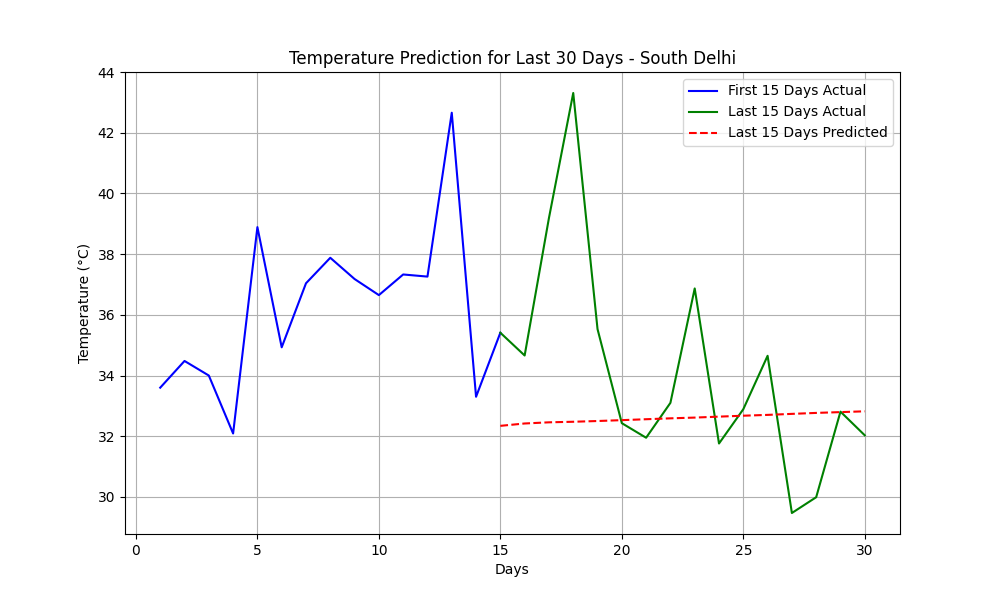 Temperature Prediction for Last 30 Days - South Delhi
First 15 Days Actual
Last 15 Days Actual
Last 15 Days Predicted
Temperature (°C)
44
42
40
38
36
34
32
30
0 5 10 15 20 25 30
Days